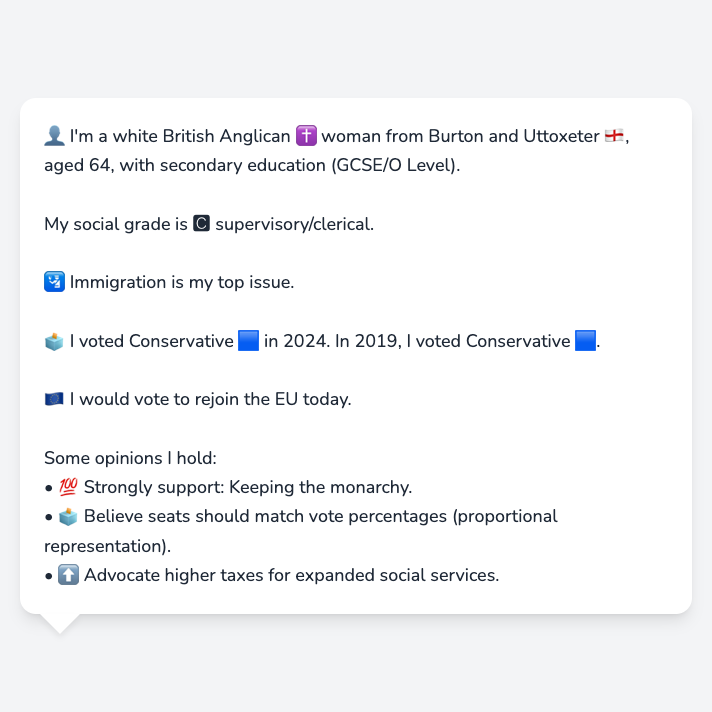 👤 I'm a white British Anglican ✝️ woman from Burton and Uttoxeter 🏴󠁧󠁢󠁥󠁮󠁧󠁿,
aged 64, with secondary education (GCSE/O Level).
My social grade is 🅲 supervisory/clerical.
🛂 Immigration is my top issue.
🗳️ I voted Conservative 🟦 in 2024. In 2019, I voted Conservative 🟦.
🇪🇺 I would vote to rejoin the EU today.
Some opinions I hold:
• 💯 Strongly support: Keeping the monarchy.
• 🗳️ Believe seats should match vote percentages (proportional
representation).
• ⬆️ Advocate higher taxes for expanded social services.